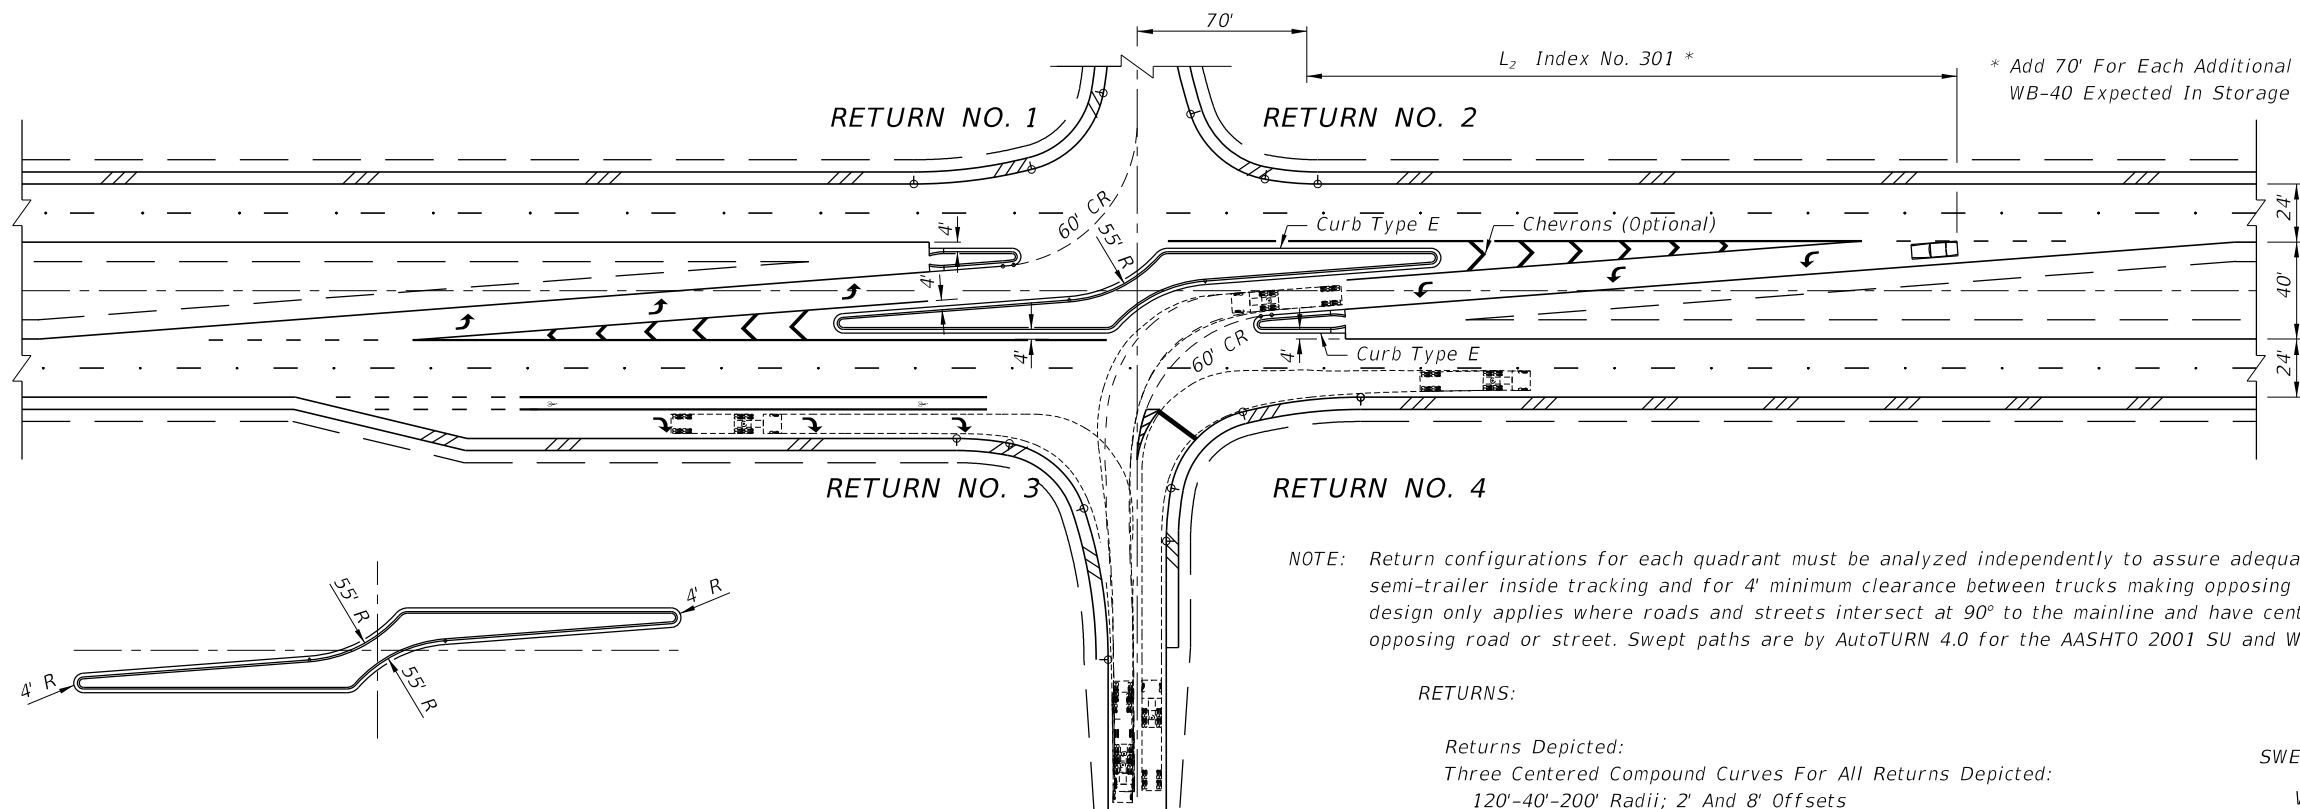 70'
L₂ Index No. 301 *
* Add 70' For Each Additional
WB-40 Expected In Storage
RETURN NO. 1
RETURN NO. 2
24'
4'
60' CR
55' R
Curb Type E
Chevrons (Optional)
4'
40'
4'
60' CR
4'
Curb Type E
24'
RETURN NO. 3
RETURN NO. 4
55' R
4' R
4' R
55' R
NOTE: Return configurations for each quadrant must be analyzed independently to assure
semi-trailer inside tracking and for 4' minimum clearance between trucks making opposing
design only applies where roads and streets intersect at 90° to the mainline and have
opposing road or street. Swept paths are by AutoTURN 4.0 for the AASHTO 2001 SU and
RETURNS:
Returns Depicted:
Three Centered Compound Curves For All Returns Depicted:
120'-40'-200' Radii; 2' And 8' Offsets